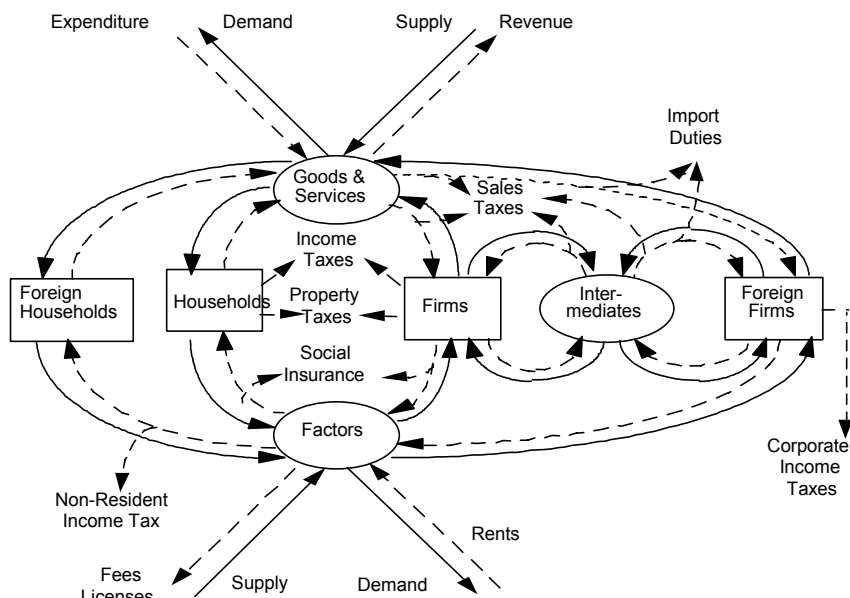 Expenditure Demand Supply Revenue
Import
Duties
Goods &
Services
Sales
Taxes
Income
Taxes
Foreign
Households
Households
Property
Taxes
Firms
Inter-
mediates
Foreign
Firms
Social
Insurance
Factors
Corporate
Income
Taxes
Non-Resident
Income Tax
Rents
Fees
Licenses
Supply
Demand